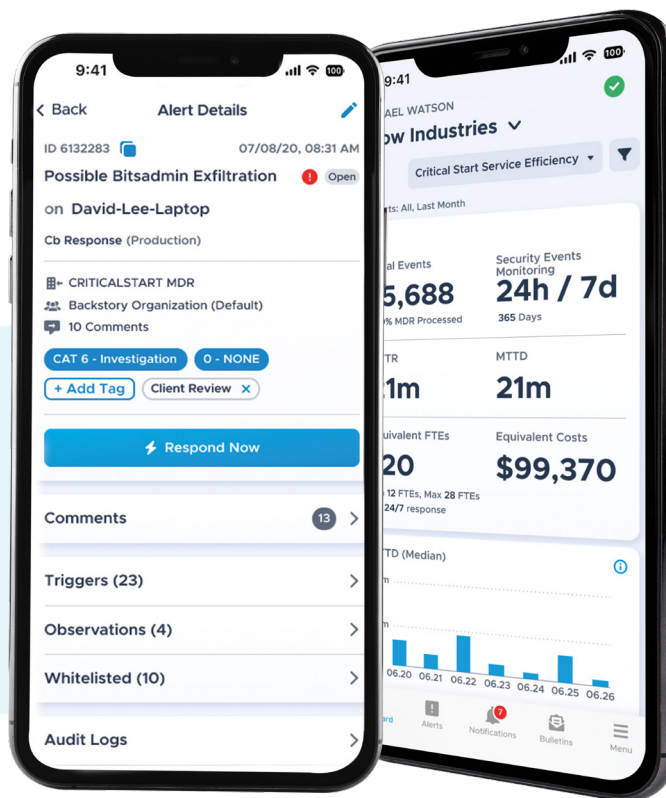 9:41
100
Back
Alert Details
ID 6132283
07/08/20, 08:31 AM
Possible Bitsadmin Exfiltration
! Open
on David-Lee-Laptop
Cb Response (Production)
CRITICALSTART MDR
Backstory Organization (Default)
10 Comments
CAT 6 - Investigation
0 - NONE
+ Add Tag
Client Review ×
Respond Now
Comments
13
Triggers (23)
Observations (4)
Whitelisted (10)
Audit Logs
9:41
100
AEL WATSON
ow Industries
Critical Start Service Efficiency
rts: All, Last Month
al Events
5,688
% MDR Processed
Security Events
Monitoring
24h / 7d
365 Days
TR
1m
MTTD
21m
uivalent FTEs
20
12 FTEs, Max 28 FTEs
24/7 response
Equivalent Costs
$99,370
TD (Median)
m
m
06.20 06.21 06.22 06.23 06.24 06.25 06.26
ard
Alerts
7
Notifications
Bulletins
Menu